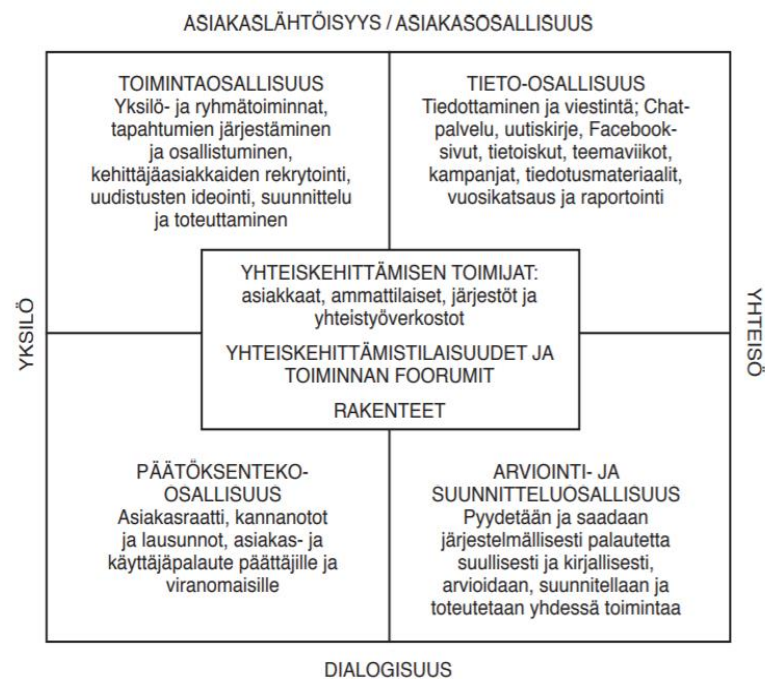 ASIAKASLÄHTÖISYYS / ASIAKASOSALLISUUS
TOIMINTAOSALLISUUS
Yksilö- ja ryhmätoiminnat,
tapahtumien järjestäminen
ja osallistuminen,
kehittäjäasiakkaiden rekrytointi,
uudistusten ideointi, suunnittelu
ja toteuttaminen
TIETO-OSALLISUUS
Tiedottaminen ja viestintä; Chat-
palvelu, uutiskirje, Facebook-
sivut, tietoiskut, teemaviikot,
kampanjat, tiedotusmateriaalit,
vuosikatsaus ja raportointi
YKSILÖ
YHTEISKEHITTÄMISEN TOIMIJAT:
asiakkaat, ammattilaiset, järjestöt ja
yhteistyöverkostot
YHTEISKEHITTÄMISTILAISUUDET JA
TOIMINNAN FOORUMIT
RAKENTEET
YHTEISÖ
PÄÄTÖKSENTEKO-
OSALLISUUS
Asiakasraatti, kannanotot
ja lausunnot, asiakas- ja
käyttäjäpalaute päättäjille ja
viranomaisille
ARVIOINTI- JA
SUUNNITTELUOSALLISUUS
Pyydetään ja saadaan
järjestelmällisesti palautetta
suullisesti ja kirjallisesti,
arvioidaan, suunnitellaan ja
toteutetaan yhdessä toimintaa
DIALOGISUUS